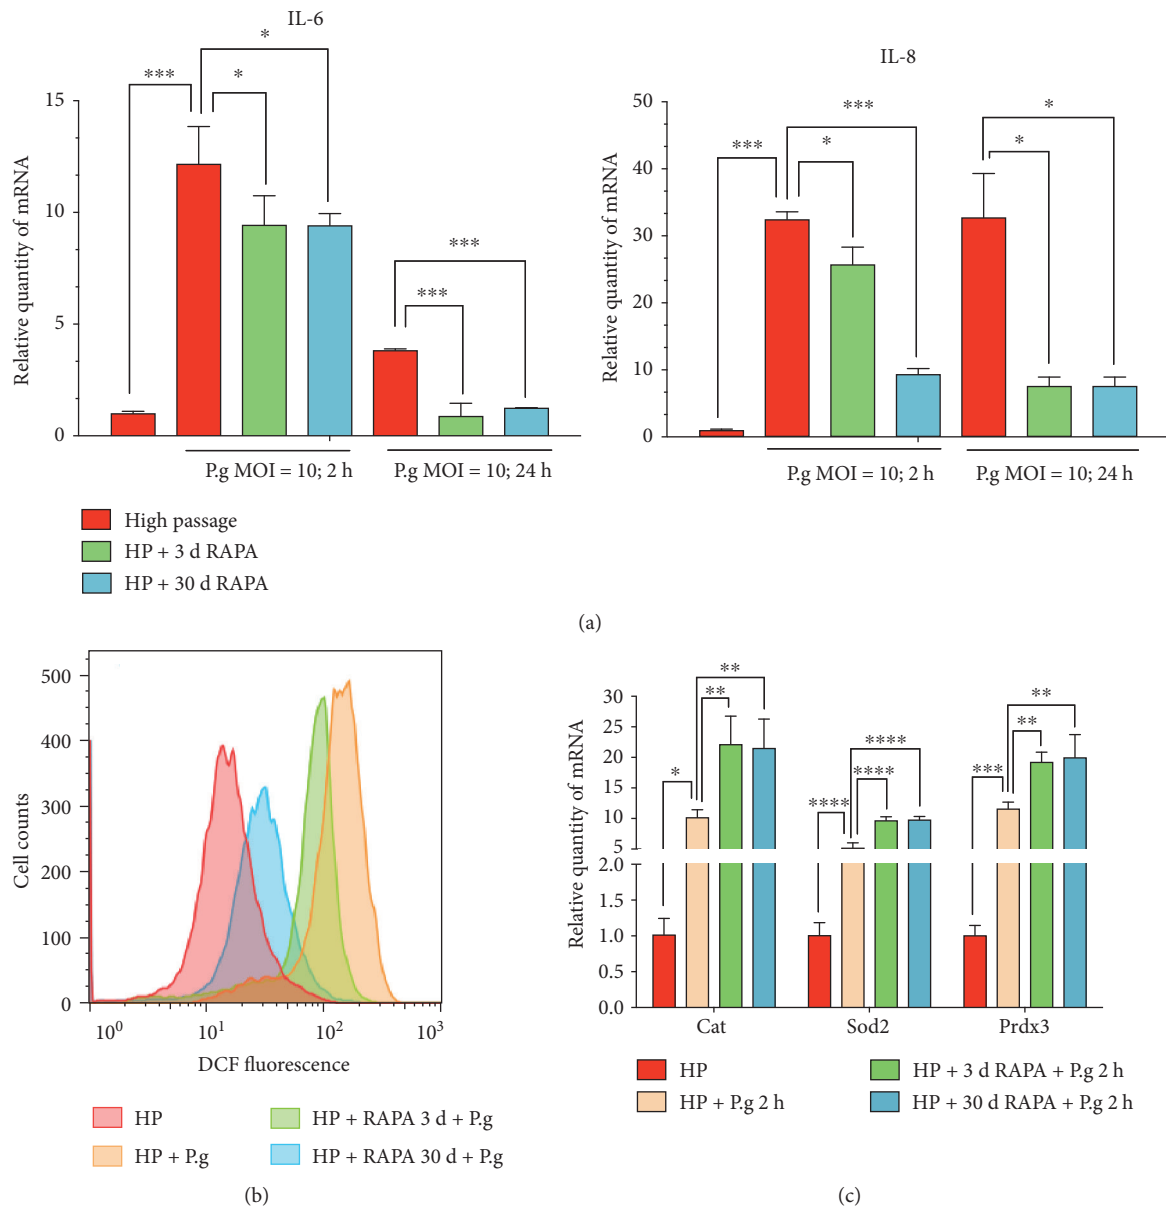 IL-6
Relative quantity of mRNA
15
10
5
0
***
*
*
***
***
P.g MOI = 10; 2 h
P.g MOI = 10; 24 h
IL-8
Relative quantity of mRNA
50
40
30
20
10
0
***
***
*
*
*
P.g MOI = 10; 2 h
P.g MOI = 10; 24 h
High passage
HP + 3 d RAPA
HP + 30 d RAPA
(a)
Cell counts
500
400
300
200
100
0
10⁰
10¹
10²
10³
DCF fluorescence
HP
HP + P.g
HP + RAPA 3 d + P.g
HP + RAPA 30 d + P.g
(b)
Relative quantity of mRNA
30
25
20
15
10
5
2.0
1.5
1.0
0.5
0.0
*
**
**
****
****
****
***
**
**
Cat
Sod2
Prdx3
HP
HP + P.g 2 h
HP + 3 d RAPA + P.g 2 h
HP + 30 d RAPA + P.g 2 h
(c)